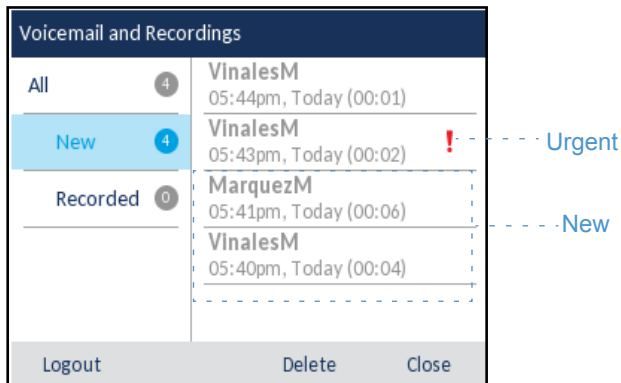 Voicemail and Recordings
All 4
New 4
Recorded 0
VinalesM
05:44pm, Today (00:01)
VinalesM
05:43pm, Today (00:02) !
MarquezM
05:41pm, Today (00:06)
VinalesM
05:40pm, Today (00:04)
Urgent
New
Logout Delete Close